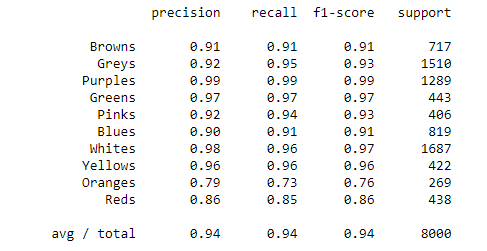 precision recall f1-score support
Browns 0.91 0.91 0.91 717
Greys 0.92 0.95 0.93 1510
Purples 0.99 0.99 0.99 1289
Greens 0.97 0.97 0.97 443
Pinks 0.92 0.94 0.93 406
Blues 0.90 0.91 0.91 819
Whites 0.98 0.96 0.97 1687
Yellows 0.96 0.96 0.96 422
Oranges 0.79 0.73 0.76 269
Reds 0.86 0.85 0.86 438
avg / total 0.94 0.94 0.94 8000